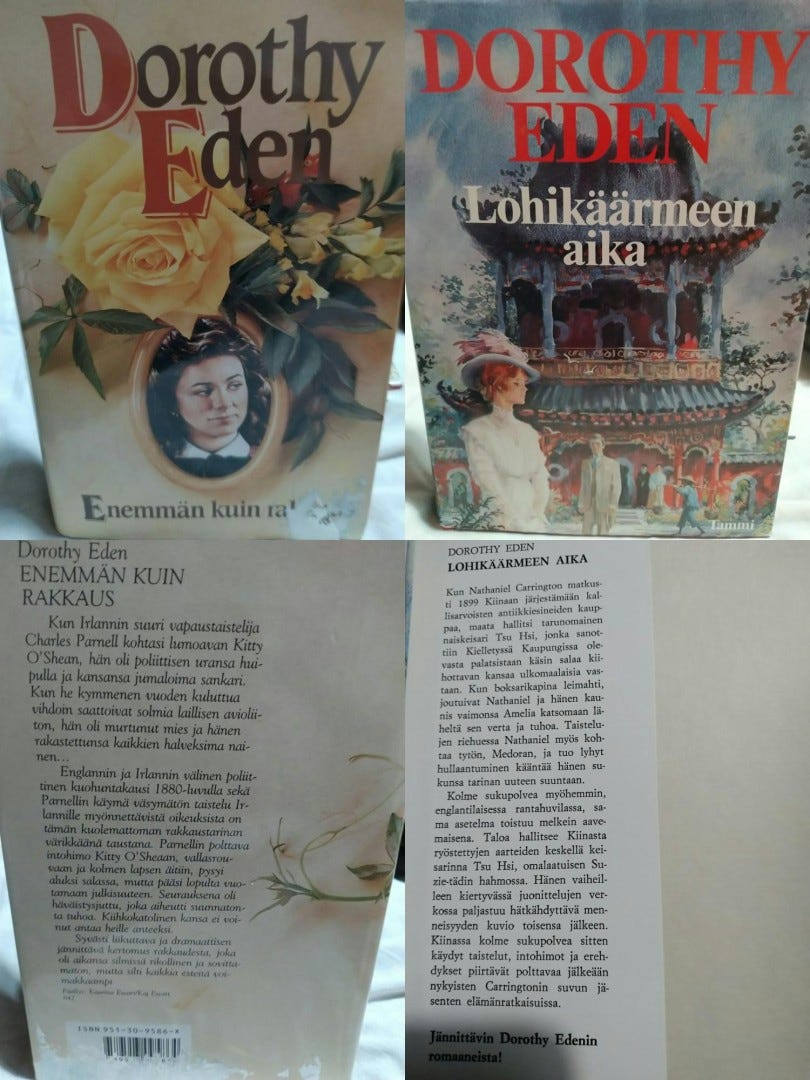 Dorothy
Eden
Enemmän kuin
DOROTHY
EDEN
Lohikäärmeen
aika
Tammi
Dorothy Eden
ENEMMÄN KUIN
RAKKAUS
Kun Irlannin suuri vapaustaistelija
Charles Parnell kohtasi lumoavan Kitty
O'Shean, hän oli poliittisen uransa hui-
pulla ja kansansa jumaloima sankari.
Kun he kymmenen vuoden kuluttua
vihdoin saattoivat solmia laillisen avioliit-
ton, hän oli murtunut mies ja hänen
rakastettunsa kaikkien halveksima nai-
nen...
Englannin ja Irlannin välinen poliit-
tinen kuohuntakausi 1880-luvulla sekä
Parnellin käymä väsymätön taistelu Ir-
lannille myönnettävistä oikeuksista on
tämän kuolemattoman rakkaustarinan
värikkäänä taustana. Parnellin polttava
intohimo Kitty O'Sheaan, vallasrou-
vaan ja kolmen lapsen äitiin, pysyi
aluksi salassa, mutta pääsi lopulta vuo-
tamaan julkisuuteen. Seurauksena oli
häväistysjuttu, joka aiheutti suunnaton-
ta tuhoa. Kiihkokatolinen kansa ei voi-
nut antaa heille anteeksi.
Syvästi liikuttava ja dramaattisen
jännittävä kertomus rakkaudesta, joka
oli aikansa silmissä rikollinen ja sovitta-
maton, mutta silti kaikkia esteitä voi-
makkaampi
ISBN 951-30-9586-X
DOROTHY EDEN
LOHIKÄÄRMEEN AIKA
Kun Nathaniel Carrington matkus-
ti 1899 Kiinaan järjestämään kal-
lisarvoisten antiikkiesineiden kaup-
paa, maata hallitsi tarunomainen
naiskeisari Tsu Hsi, jonka sanot-
tiin Kielletyssä Kaupungissa ole-
vasta palatsistaan käsin salaa kii-
hottavan kansaa ulkomaalaisia vas-
taan. Kun boksarikapina leimahti,
joutuivat Nathaniel ja hänen kau-
nis vaimonsa Amelia katsomaan lä-
heltä sen verta ja tuhoa. Taistelu-
jen riehuessa Nathaniel myös koh-
taa tytön, Medoran, ja tuo lyhyt
hullaantuminen kääntää hänen su-
kunsa tarinan uuteen suuntaan.
Kolme sukupolvea myöhemmin,
englantilaisessa rantahuvilassa, sa-
ma asetelma toistuu melkein aave-
maisena. Taloa hallitsee Kiinasta
ryöstettyjen aarteiden keskellä kei-
sarinna Tsu Hsi, omalaatuisen Su-
zie-tädin hahmossa. Hänen vaiheil-
leen kiertyvässä juonittelujen ver-
kossa paljastuu hätkähdyttävä men-
neisyyden kuvio toisensa jälkeen.
Kiinassa kolme sukupolvea sitten
käydyt taistelut, intohimot ja ereh-
dykset piirtävät polttavaa jälkeään
nykyisten Carringtonin suvun jä-
senten elämänratkaisuissa.
Jännittävin Dorothy Edenin
romaaneista!